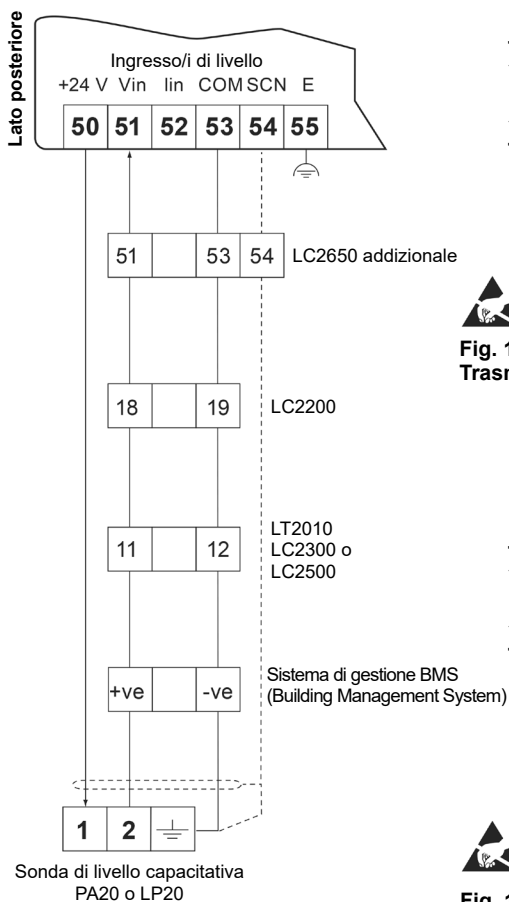 Lato posteriore
Ingresso/i di livello
+24 V Vin Iin COM SCN E
50 51 52 53 54 55
51 53 54 LC2650 addizionale
Fig. 1
Trasn
18 19 LC2200
11 12
LT2010
LC2300 o
LC2500
+ve -ve
Sistema di gestione BMS
(Building Management System)
1 2
Sonda di livello capacitativa
PA20 o LP20
Fig. 1